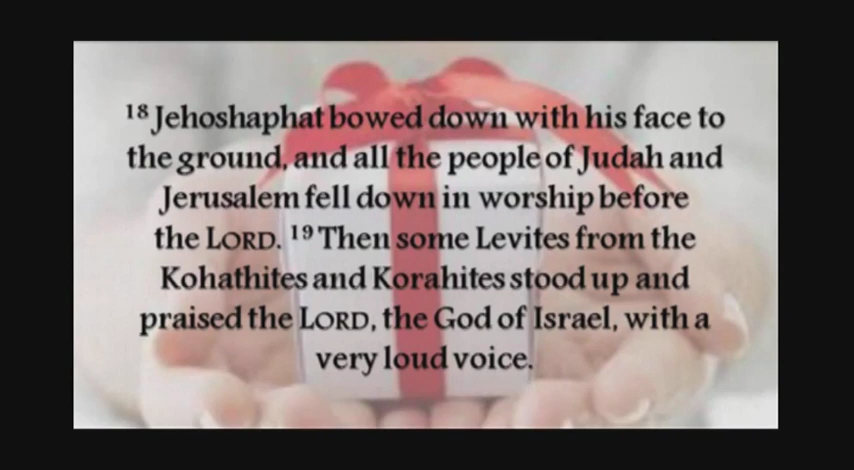 18 Jehoshaphat bowed down with his face to
the ground, and all the people of Judah and
Jerusalem fell down in worship before
the LORD. 19 Then some Levites from the
Kohathites and Korahites stood up and
praised the LORD, the God of Israel, with a
very loud voice.